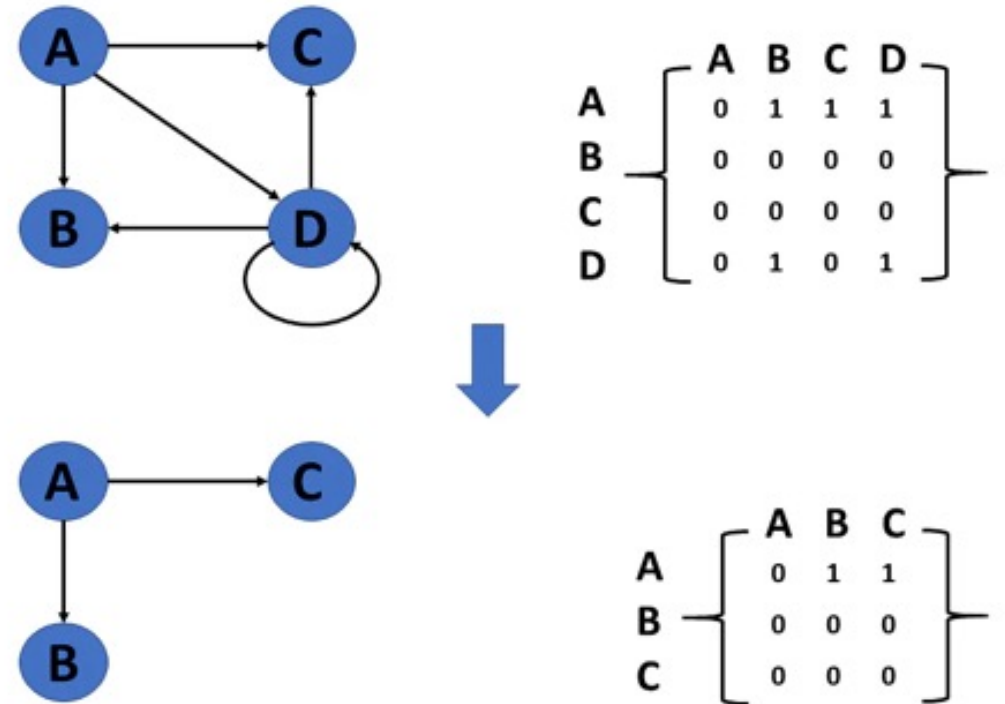 A C
B D
A B C D
A 0 1 1 1
B 0 0 0 0
C 0 0 0 0
D 0 1 0 1
A C
B
A B C
A 0 1 1
B 0 0 0
C 0 0 0